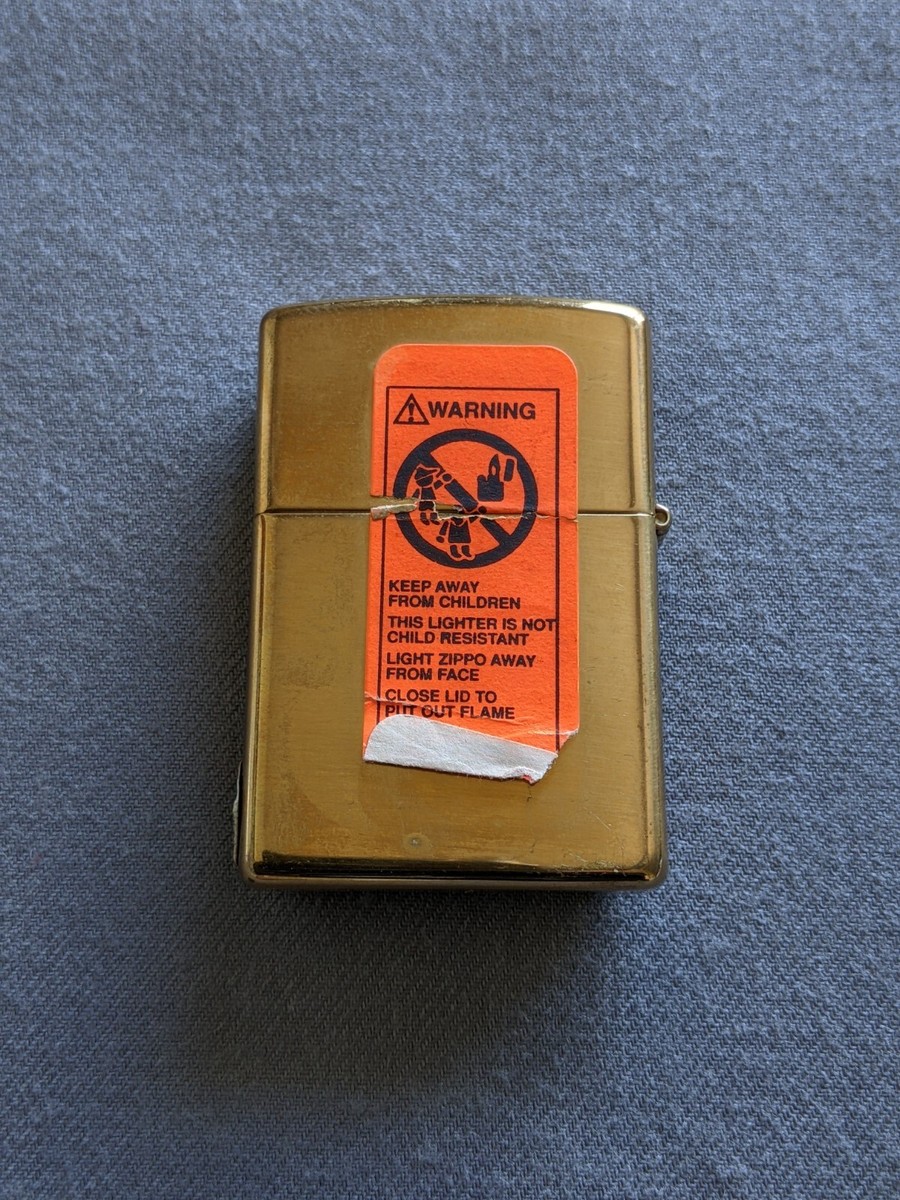 WARNING
KEEP AWAY
FROM CHILDREN
THIS LIGHTER IS NOT
CHILD RESISTANT
LIGHT ZIPPO AWAY
FROM FACE
CLOSE LID TO
PUT OUT FLAME